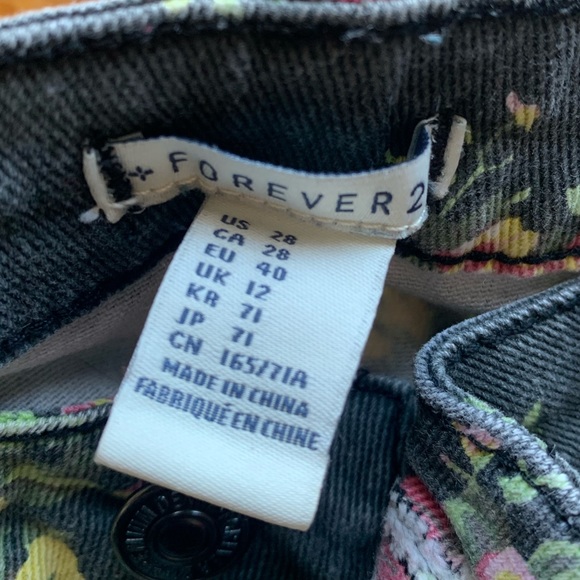 FOREVER 2
US 28
CA 28
EU 40
UK 12
KR 71
JP 71
CN 165/71A
MADE IN CHINA
FABRIQUÉ EN CHINE